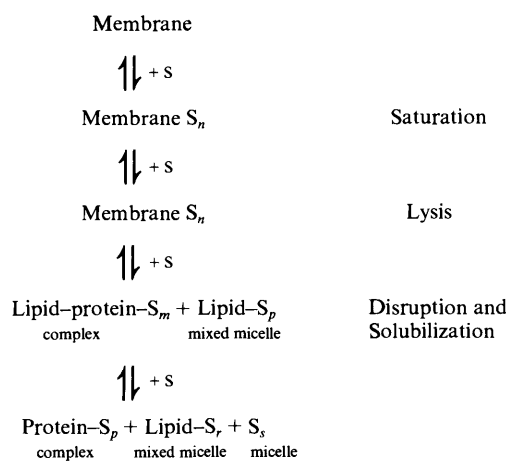 Membrane
+ s
Membrane Sₙ Saturation
+ s
Membrane Sₙ Lysis
+ s
Lipid–protein–Sₘ + Lipid–Sₚ Disruption and
complex mixed micelle Solubilization
+ s
Protein–Sₚ + Lipid–Sᵣ + Sₛ
complex mixed micelle micelle